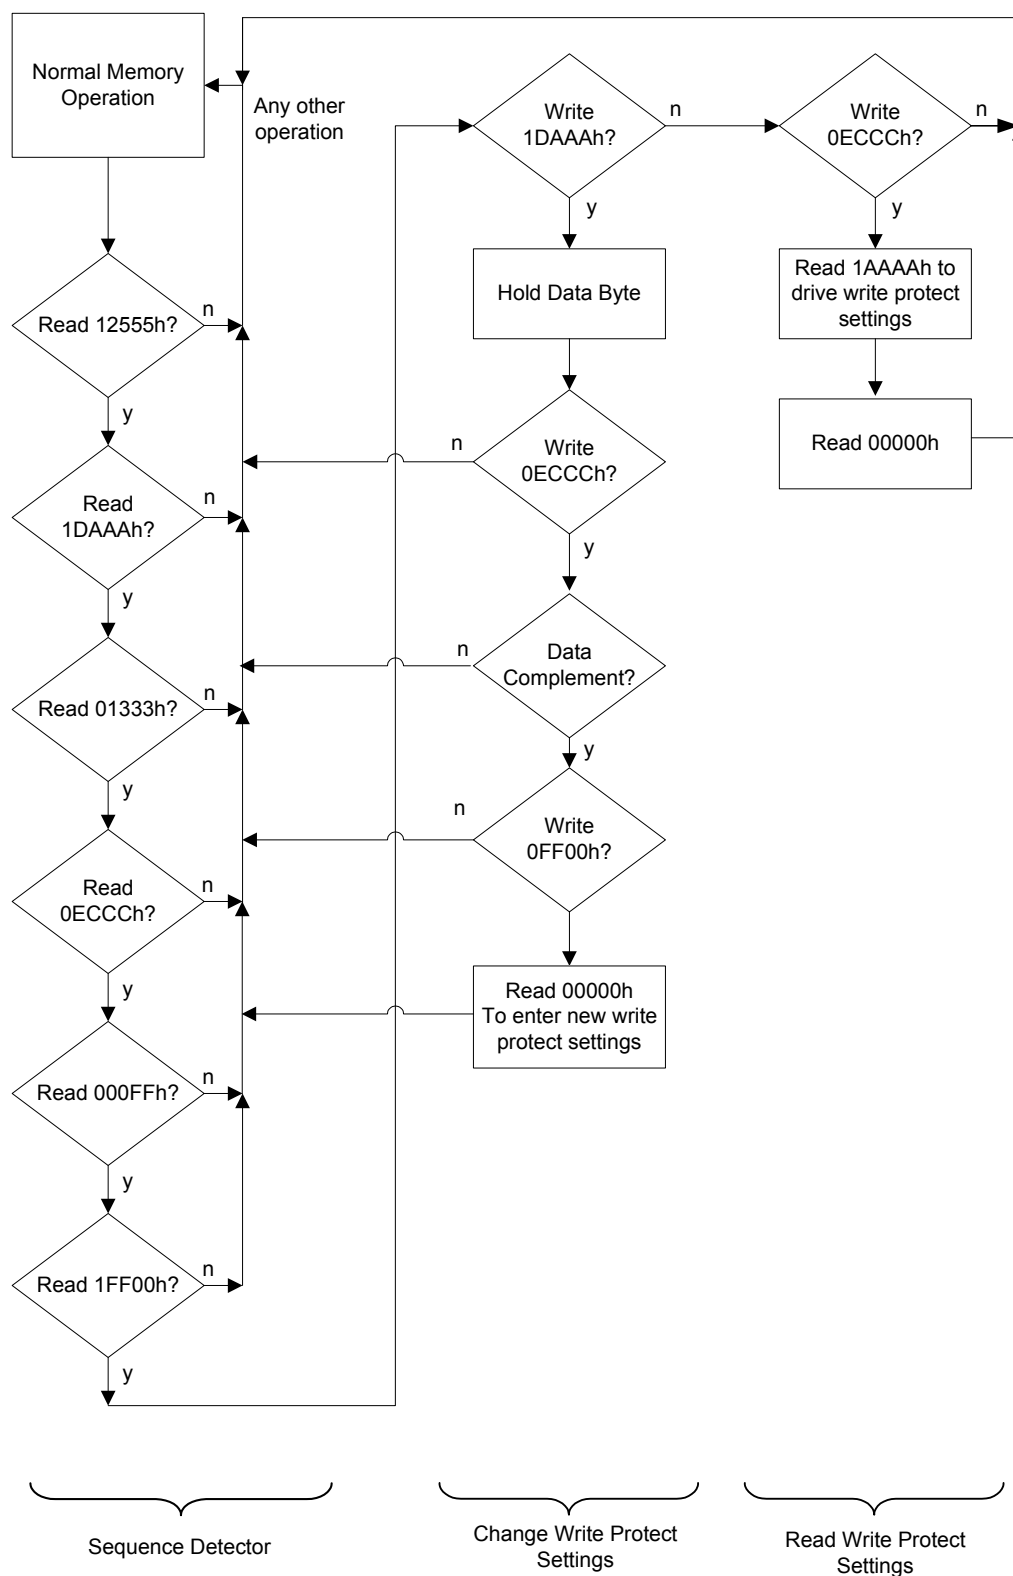 Normal Memory
Operation
Any other
operation
Read 12555h?
n
y
Read
1DAAAh?
n
y
Read 01333h?
n
y
Read
0ECCCh?
n
y
Read 000FFh?
n
y
Read 1FF00h?
n
y
Write
1DAAAh?
n
y
Hold Data Byte
Write
0ECCCh?
n
y
Data
Complement?
n
y
Write
0FF00h?
n
Read 00000h
To enter new write
protect settings
Write
0ECCCh?
n
y
Read 1AAAAh to
drive write protect
settings
Read 00000h
Sequence Detector
Change Write Protect
Settings
Read Write Protect
Settings